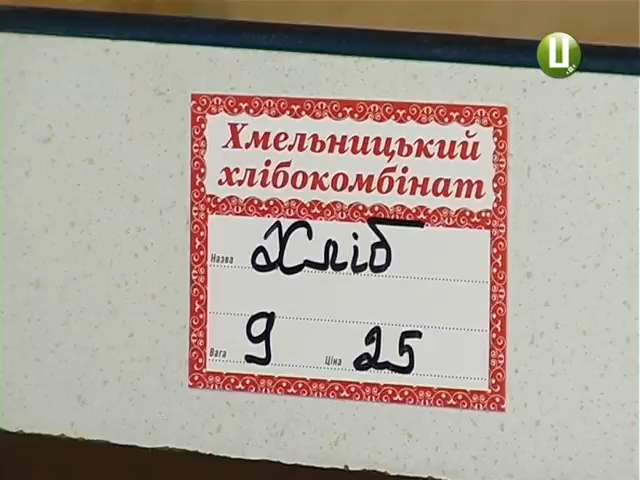 Ц
Хмельницький
хлібокомбінат
Назва Хліб
Вага 9 Ціна 25